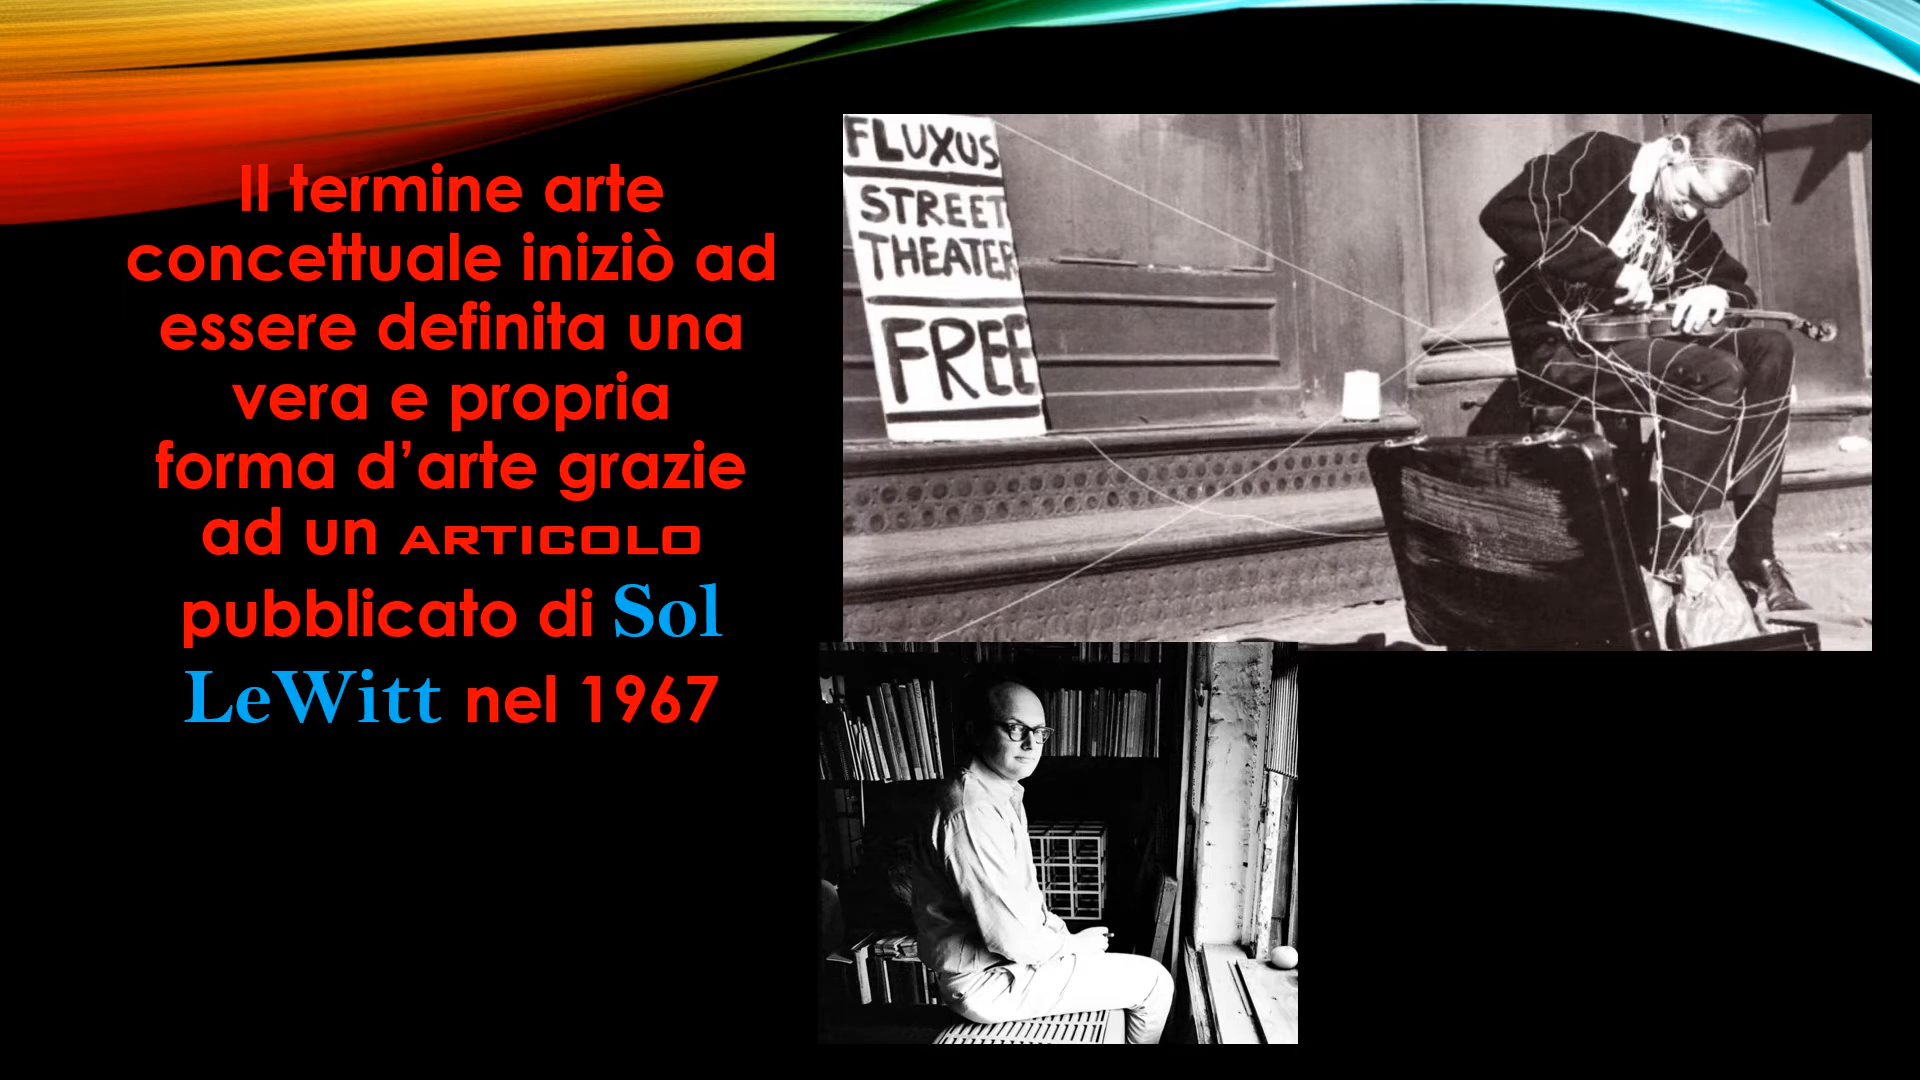 Il termine arte
concettuale iniziò ad
essere definita una
vera e propria
forma d’arte grazie
ad un ARTICOLO
pubblicato di Sol
LeWitt nel 1967
FLUXUS
STREET
THEATER
FREE